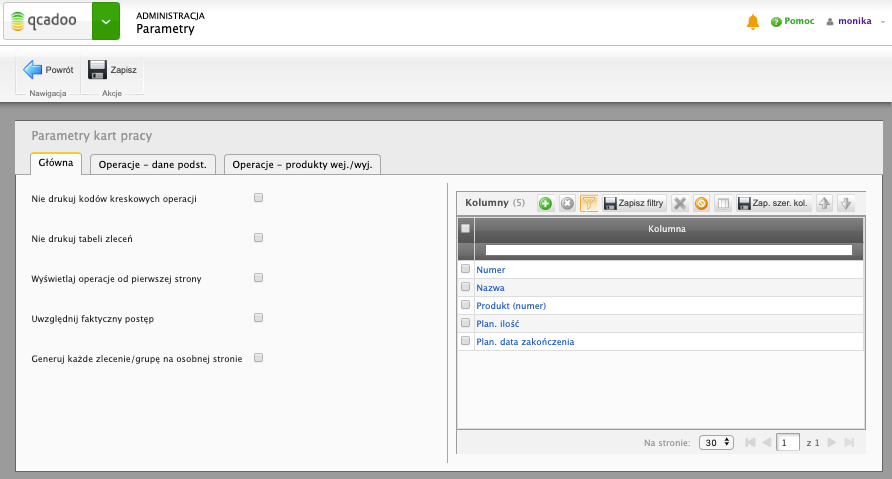 qcadoo
ADMINISTRACJA
Parametry
Pomoc
monika
Powrót
Zapisz
Nawigacja
Akcje
Parametry kart pracy
Główna
Operacje - dane podst.
Operacje - produkty wej./wyj.
Nie drukuj kodów kreskowych operacji
Nie drukuj tabeli zleceń
Wyświetlaj operacje od pierwszej strony
Uwzględnij faktyczny postęp
Generuj każde zlecenie/grupę na osobnej stronie
Kolumny (5)
Zapisz filtry
Zap. szer. kol.
Kolumna
Numer
Nazwa
Produkt (numer)
Plan. ilość
Plan. data zakończenia
Na stronie: 30 1 z 1